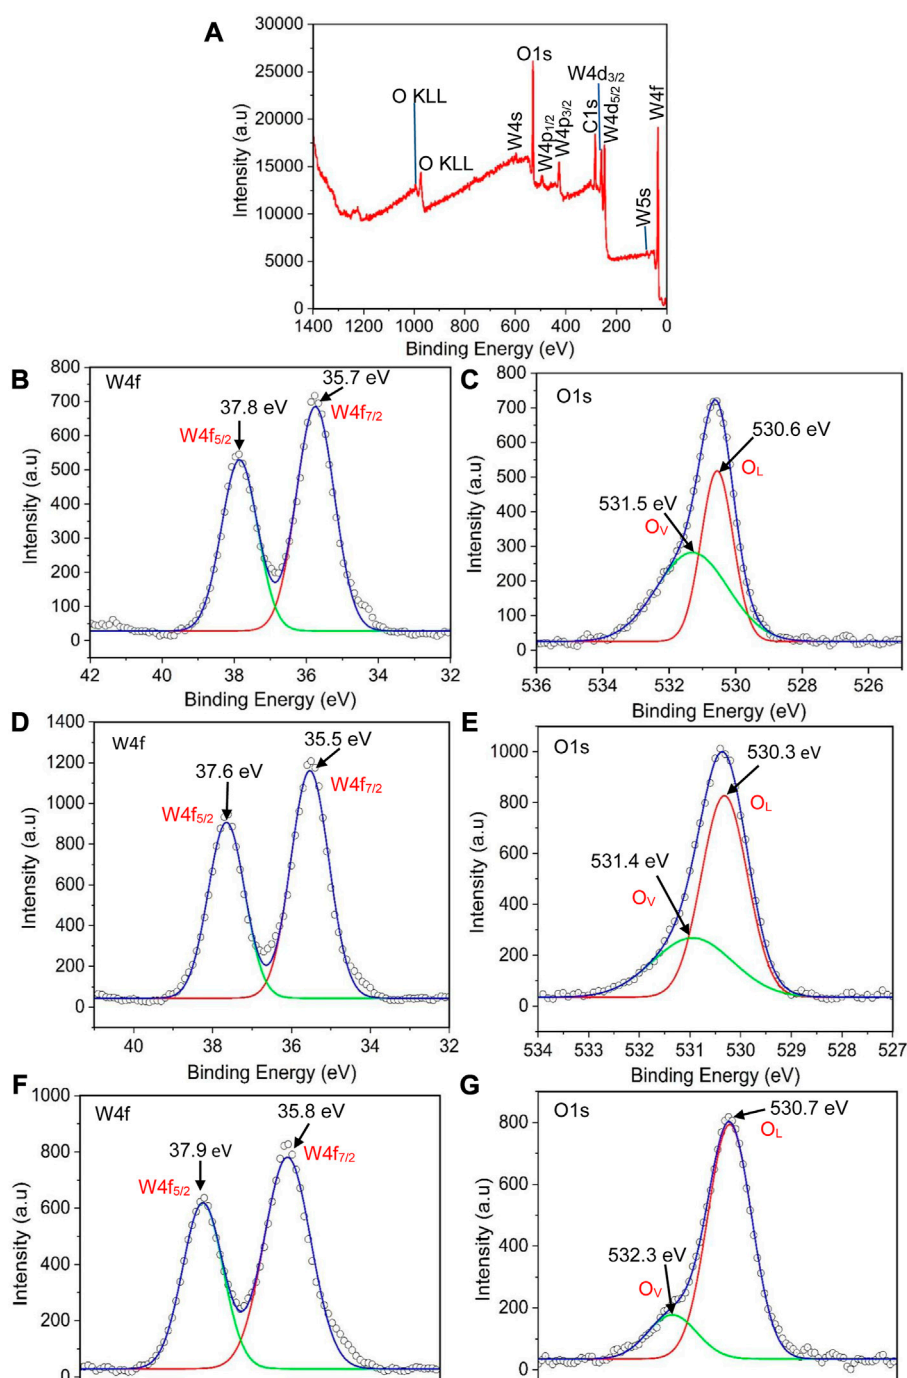 A
30000
25000
20000
15000
10000
5000
0
Intensity (a.u)
O KLL
O KLL
W4s
O1s
W4p1/2
W4p3/2
C1s
W4d3/2
W4d5/2
W5s
W4f
1400 1200 1000 800 600 400 200 0
Binding Energy (eV)
B
W4f
800
700
600
500
400
300
200
100
0
Intensity (a.u)
37.8 eV
W4f5/2
35.7 eV
W4f7/2
42 40 38 36 34 32
Binding Energy (eV)
C
O1s
800
700
600
500
400
300
200
100
0
Intensity (a.u)
530.6 eV
OL
531.5 eV
OV
536 534 532 530 528 526
Binding Energy (eV)
D
W4f
1400
1200
1000
800
600
400
200
0
Intensity (a.u)
37.6 eV
W4f5/2
35.5 eV
W4f7/2
40 38 36 34 32
Binding Energy (eV)
E
O1s
1000
800
600
400
200
0
Intensity (a.u)
530.3 eV
OL
531.4 eV
OV
534 533 532 531 530 529 528 527
Binding Energy (eV)
F
W4f
1000
800
600
400
200
0
Intensity (a.u)
37.9 eV
W4f5/2
35.8 eV
W4f7/2
G
O1s
800
600
400
200
0
Intensity (a.u)
530.7 eV
OL
532.3 eV
OV